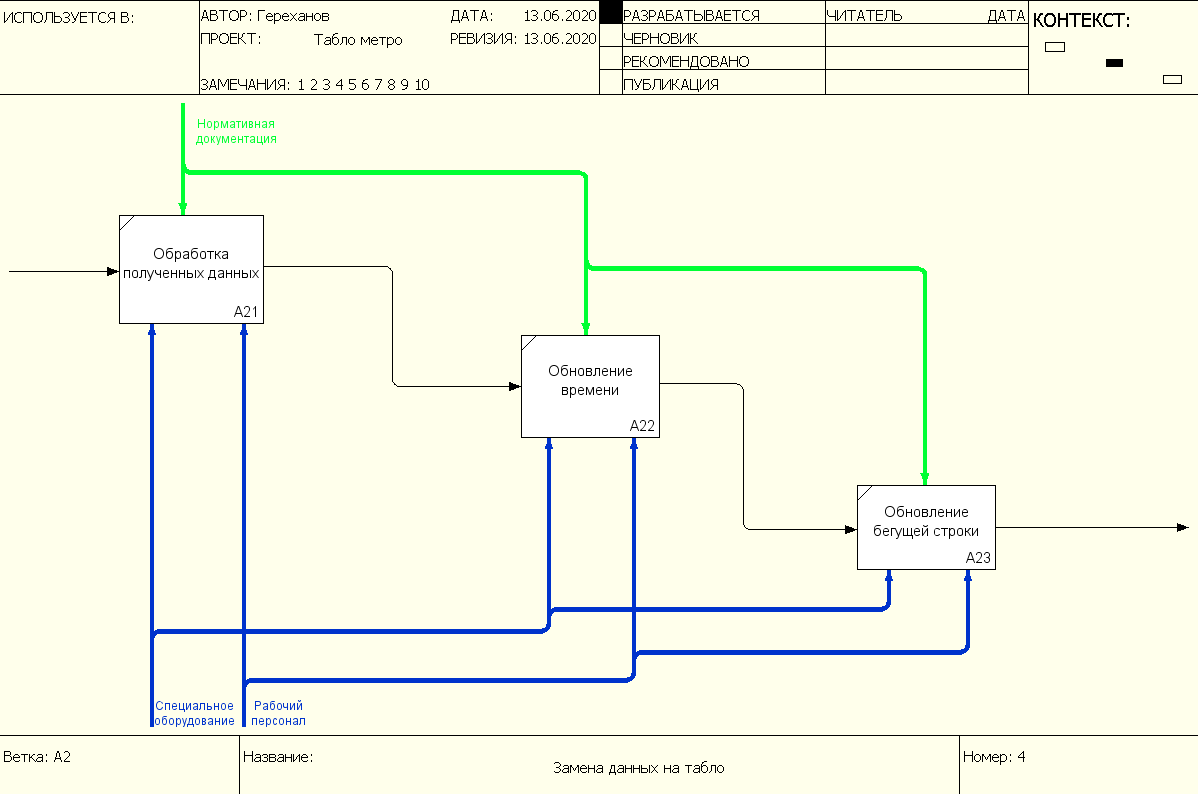 ИСПОЛЬЗУЕТСЯ В:
АВТОР: Гереханов
ДАТА: 13.06.2020
РАЗРАБАТЫВАЕТСЯ
ЧИТАТЕЛЬ
ДАТА
КОНТЕКСТ:
ПРОЕКТ: Табло метро
РЕВИЗИЯ: 13.06.2020
ЧЕРНОВИК
РЕКОМЕНДОВАНО
ЗАМЕЧАНИЯ: 1 2 3 4 5 6 7 8 9 10
ПУБЛИКАЦИЯ
Нормативная
документация
Обработка
полученных данных
A21
Обновление
времени
A22
Обновление
бегущей строки
A23
Специальное
оборудование
Рабочий
персонал
Ветка: A2
Название:
Замена данных на табло
Номер: 4